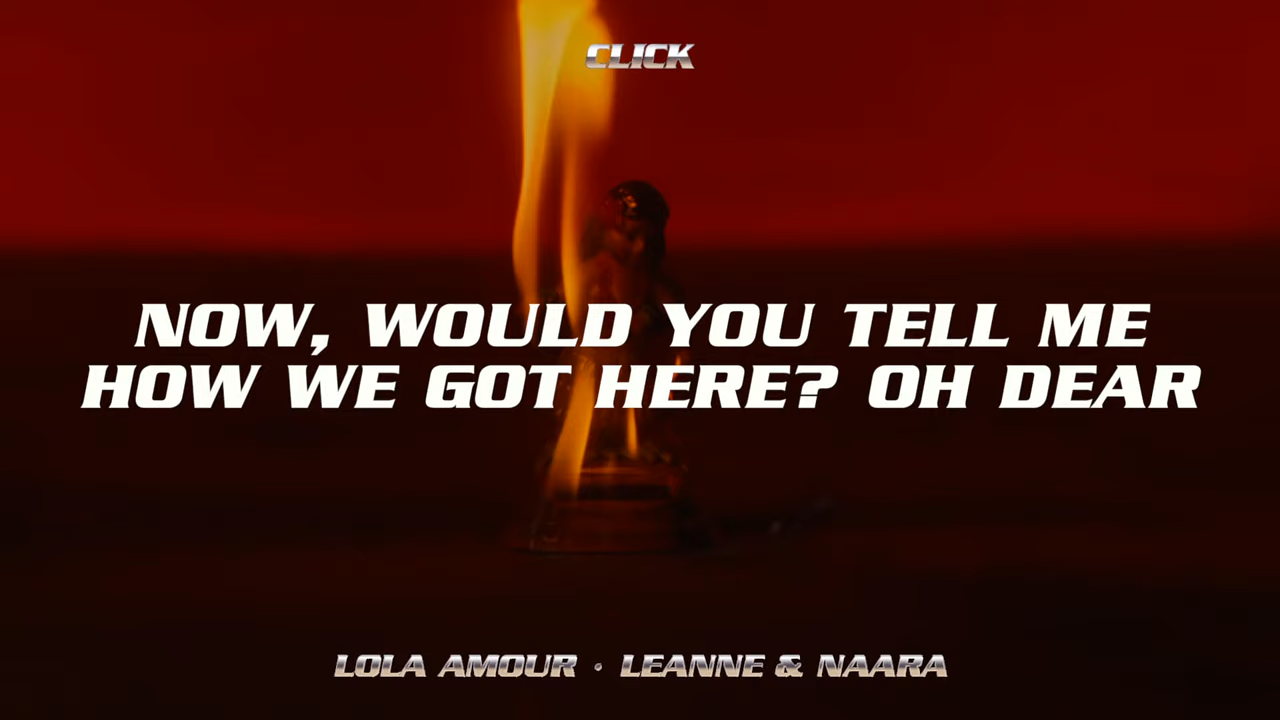 CLICK
NOW, WOULD YOU TELL ME
HOW WE GOT HERE? OH DEAR
LOLA AMOUR • LEANNE & NAARA